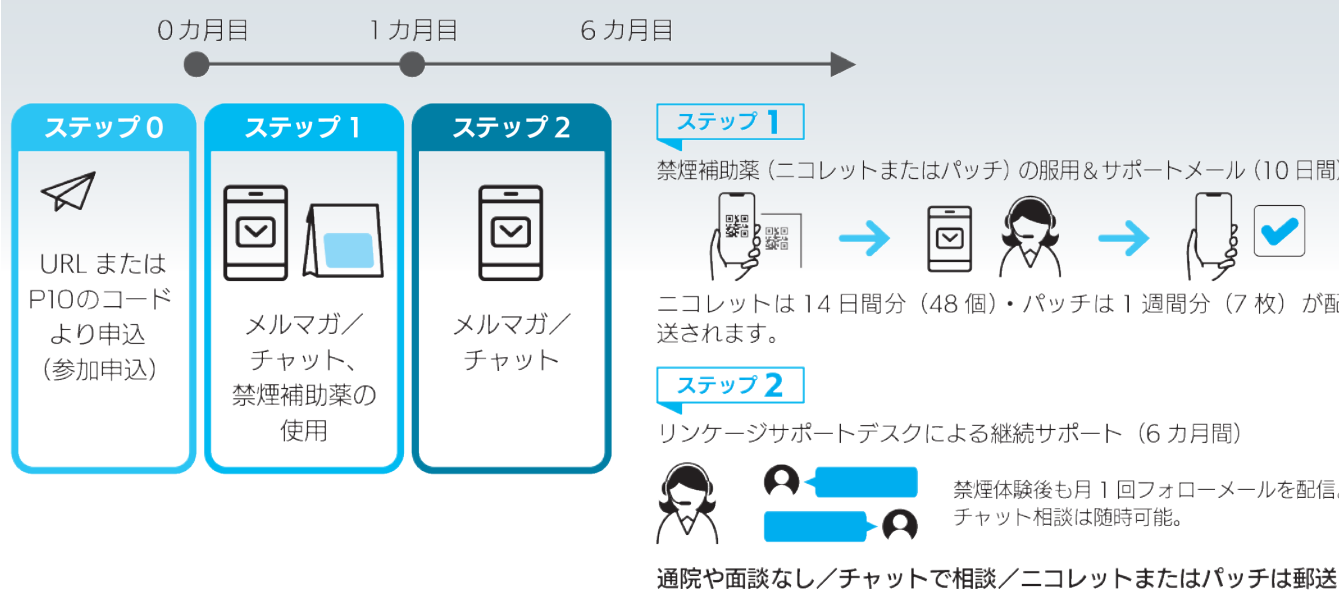 0カ月目
1カ月目
6カ月目
ステップ0
URL または
P10のコード
より申込
（参加申込）
ステップ1
メルマガ／
チャット、
禁煙補助薬の
使用
ステップ2
メルマガ／
チャット
ステップ 1
禁煙補助薬（ニコレットまたはパッチ）の服用＆サポートメール（10日間）
ニコレットは14日間分（48個）・パッチは1週間分（7枚）が配
送されます。
ステップ 2
リンケージサポートデスクによる継続サポート（6カ月間）
禁煙体験後も月1回フォローメールを配信。
チャット相談は随時可能。
通院や面談なし／チャットで相談／ニコレットまたはパッチは郵送